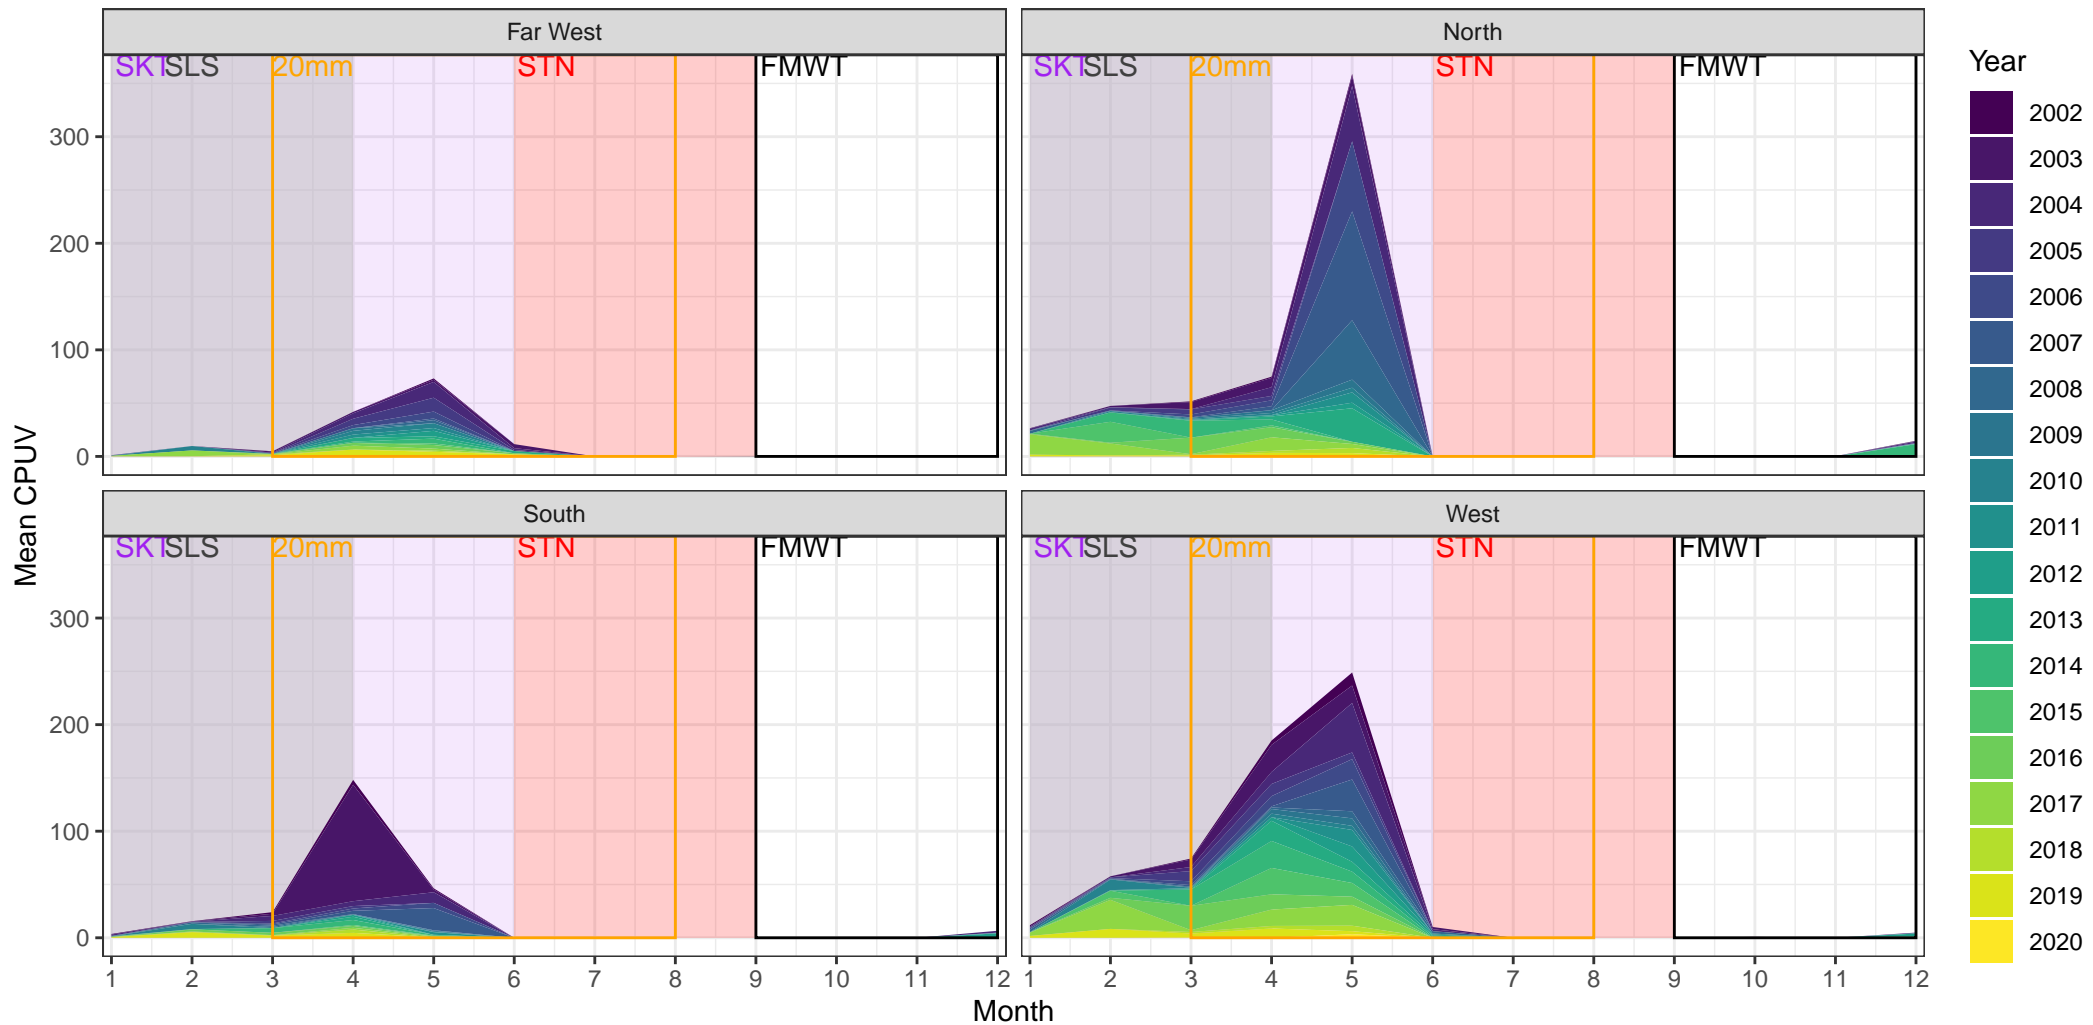 Far West
North
SKT SLS 20mm STN FMWT
SKT SLS 20mm STN FMWT
300
200
100
0
South
West
SKT SLS 20mm STN FMWT
SKT SLS 20mm STN FMWT
300
200
100
0
1 2 3 4 5 6 7 8 9 10 11 12
1 2 3 4 5 6 7 8 9 10 11 12
Month
Mean CPUV
Year
2002
2003
2004
2005
2006
2007
2008
2009
2010
2011
2012
2013
2014
2015
2016
2017
2018
2019
2020